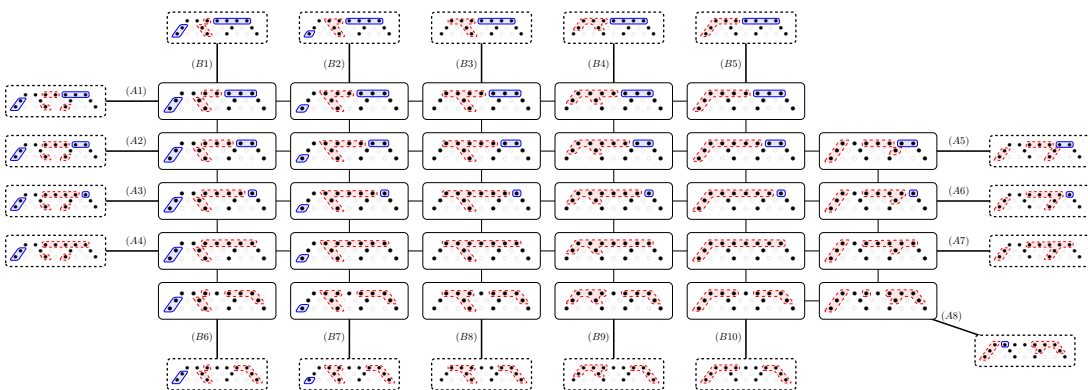 (B1) (B2) (B3) (B4) (B5)
(A1)
(A2) (A5)
(A3) (A6)
(A4) (A7)
(A8)
(B6) (B7) (B8) (B9) (B10)